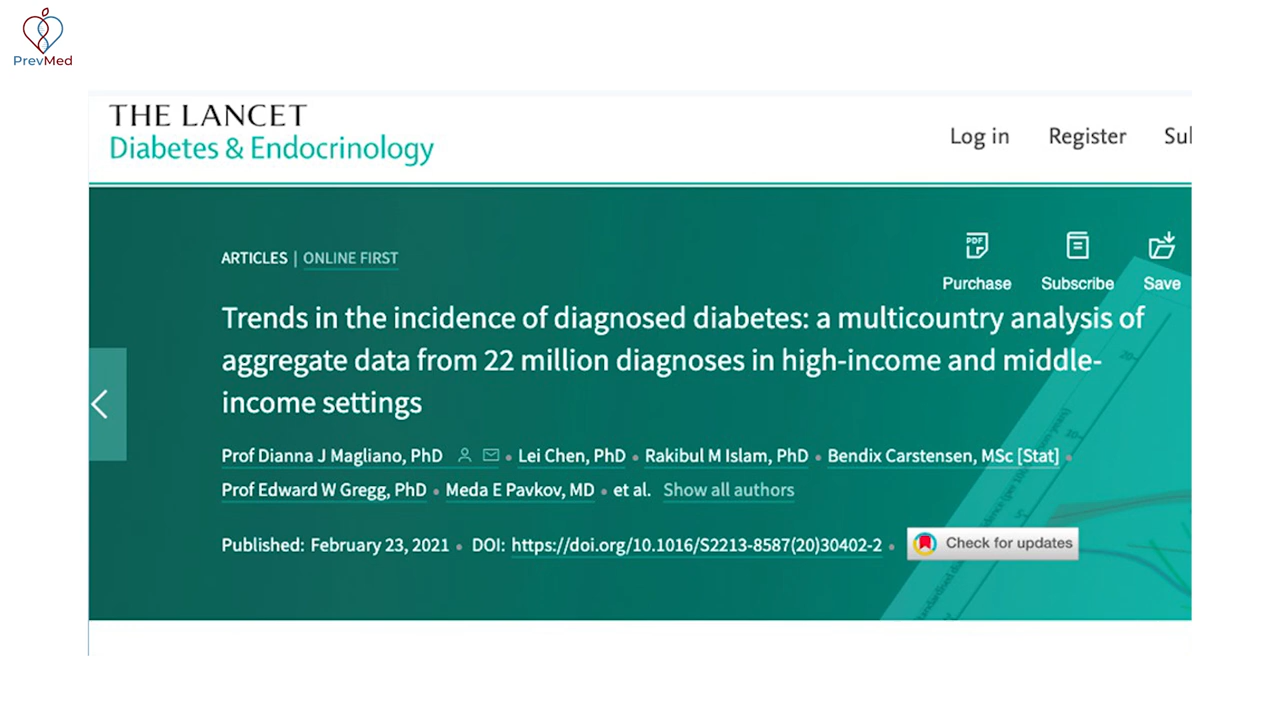 PrevMed
THE LANCET
Diabetes & Endocrinology
Log in Register Sul
ARTICLES | ONLINE FIRST
PDF
Purchase Subscribe Save
Trends in the incidence of diagnosed diabetes: a multicountry analysis of
aggregate data from 22 million diagnoses in high-income and middle-
income settings
Prof Dianna J Magliano, PhD • Lei Chen, PhD • Rakibul M Islam, PhD • Bendix Carstensen, MSc [Stat] •
Prof Edward W Gregg, PhD • Meda E Pavkov, MD • et al. Show all authors
Published: February 23, 2021 • DOI: https://doi.org/10.1016/S2213-8587(20)30402-2 • Check for updates